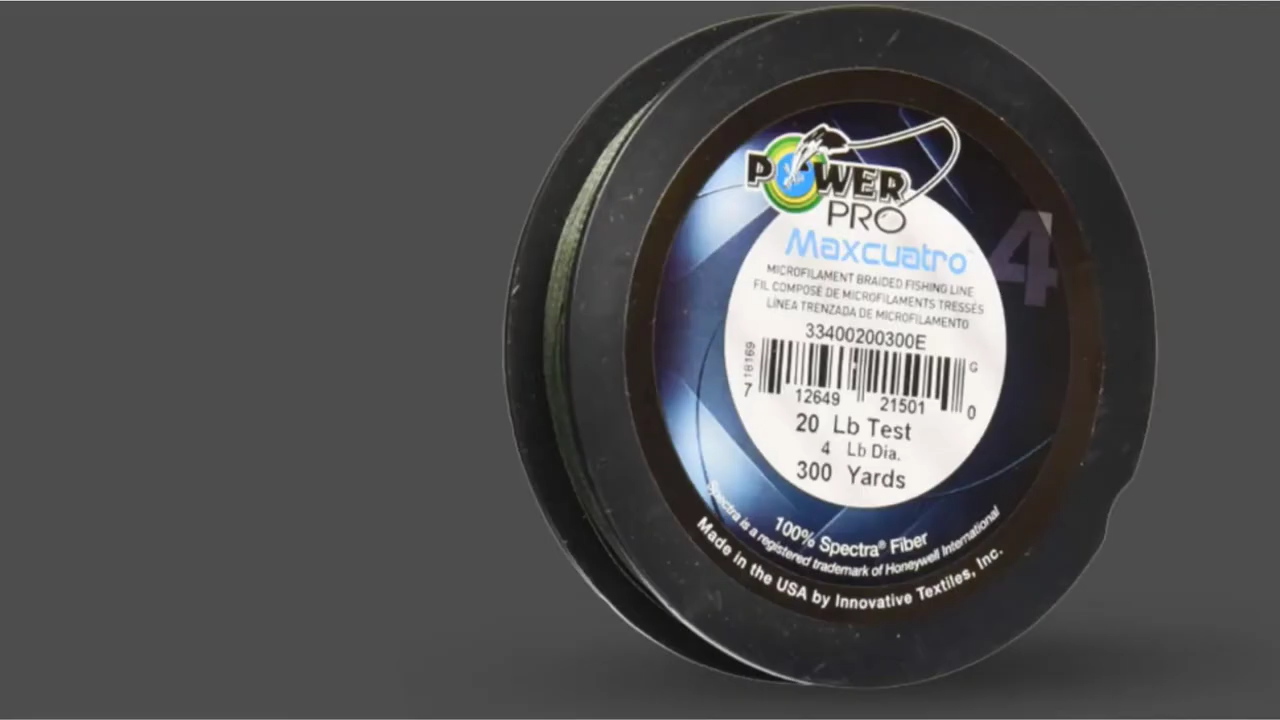 POWER
PRO
Maxcuatro™
4
MICROFILAMENT BRAIDED FISHING LINE
FIL COMPOSÉ DE MICROFILAMENTS TRESSÉS
LÍNEA TRENZADA DE MICROFILAMENTO
33400200300E
18169
G
7 12649 21501 0
20 Lb Test
4 Lb Dia.
300 Yards
100% Spectra® Fiber
Spectra is a registered trademark of Honeywell International
Made in the USA by Innovative Textiles, Inc.